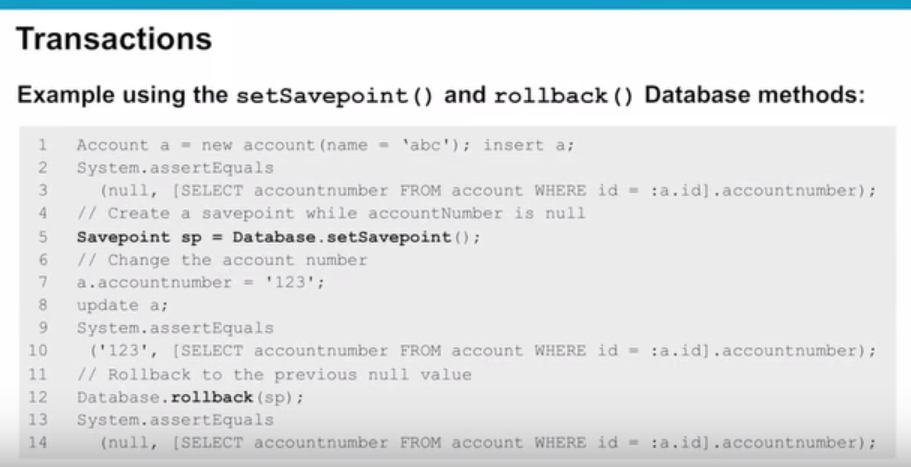 Transactions
Example using the setSavepoint() and rollback() Database methods:
1 Account a = new account(name = `abc'); insert a;
2 System.assertEquals
3 (null, [SELECT accountnumber FROM account WHERE id = :a.id].accountnumber);
4 // Create a savepoint while accountNumber is null
5 Savepoint sp = Database.setSavepoint();
6 // Change the account number
7 a.accountnumber = '123';
8 update a;
9 System.assertEquals
10 ('123', [SELECT accountnumber FROM account WHERE id = :a.id].accountnumber);
11 // Rollback to the previous null value
12 Database.rollback(sp);
13 System.assertEquals
14 (null, [SELECT accountnumber FROM account WHERE id = :a.id].accountnumber);